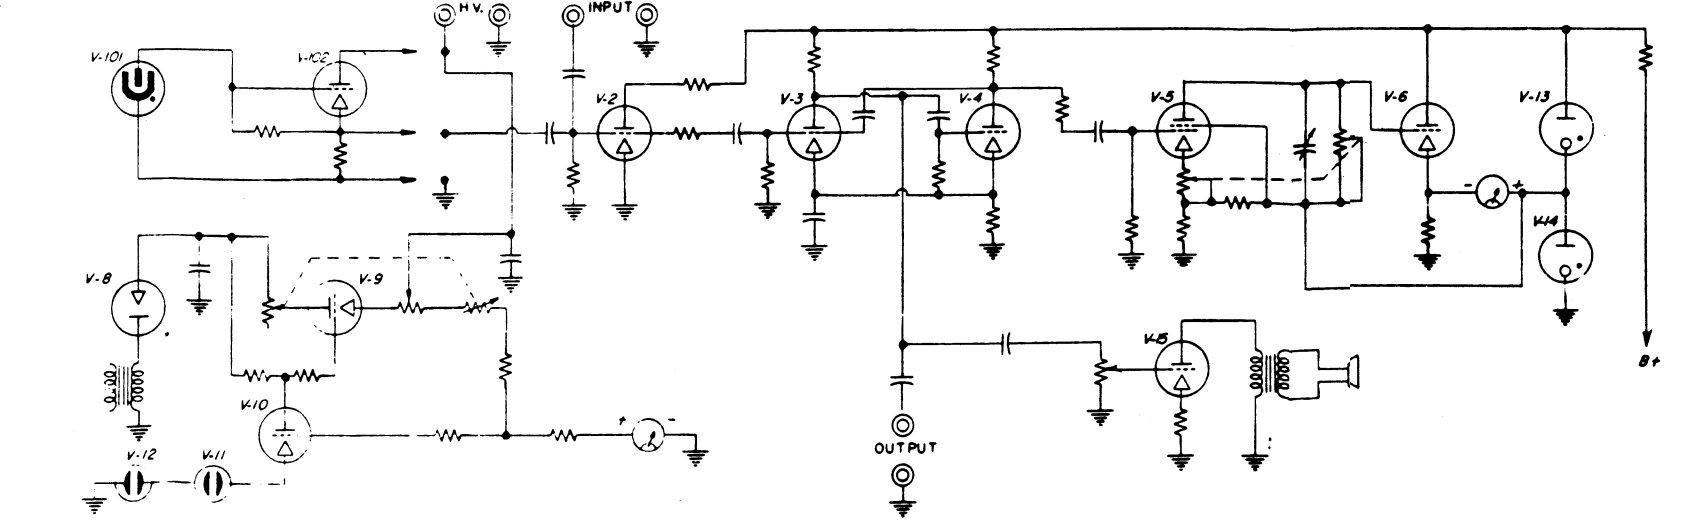 H.V.
INPUT
V-101
V-102
V-2
V-3
V-4
V-5
V-6
V-13
V-14
- +
V-8
V-9
V-15
B+
V-10
+ -
V-12
V-11
OUTPUT